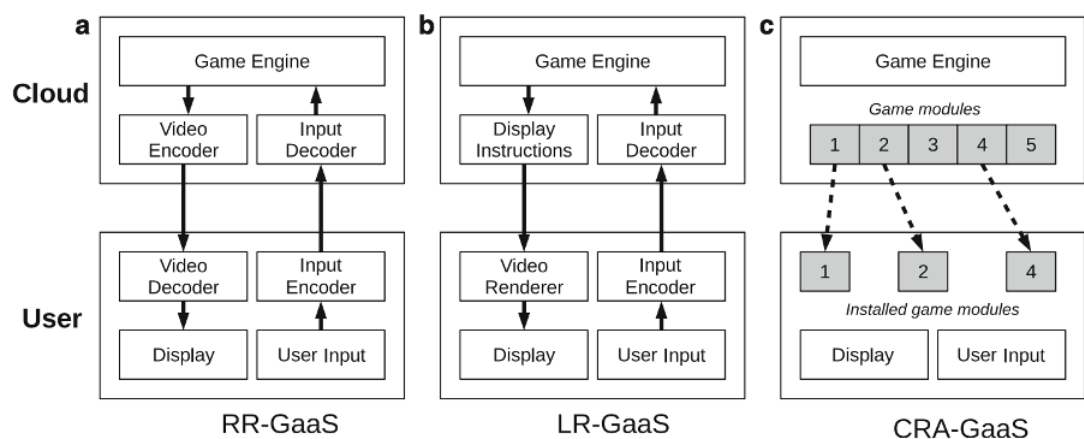 a
Cloud
Game Engine
Video
Encoder
Input
Decoder
User
Video
Decoder
Input
Encoder
Display
User Input
RR-GaaS
b
Game Engine
Display
Instructions
Input
Decoder
Video
Renderer
Input
Encoder
Display
User Input
LR-GaaS
c
Game Engine
Game modules
1 2 3 4 5
1 2 4
Installed game modules
Display
User Input
CRA-GaaS